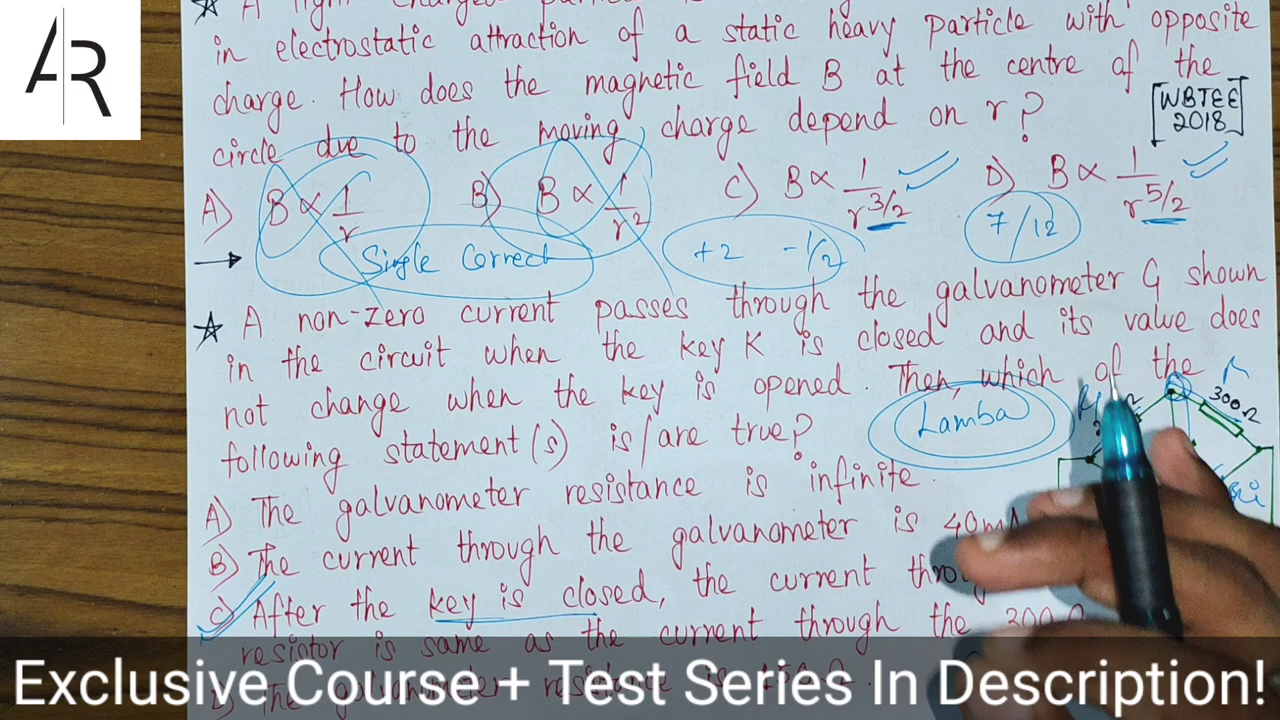 AR
in electrostatic attraction of a static heavy particle with opposite
charge. How does the magnetic field B at the centre of the
circle due to the moving charge depend on r?
[WBJEE
2018]
A) B ∝ 1/r B) B ∝ 1/r² C) B ∝ 1/r^3/2 D) B ∝ 1/r^5/2
→ Single Correct +2 -1/2 7/12
☆ A non-zero current passes through the galvanometer G shown
in the circuit when the key K is closed and its value does
not change when the key is opened. Then, which of the
300Ω
Lamba
following statement(s) is/are true?
A) The galvanometer resistance is infinite.
B) The current through the galvanometer is 40mA
C) After the key is closed, the current through
resistor is same as the current through the 300Ω
D) The galvanometer resistance is
Exclusive Course + Test Series In Description!